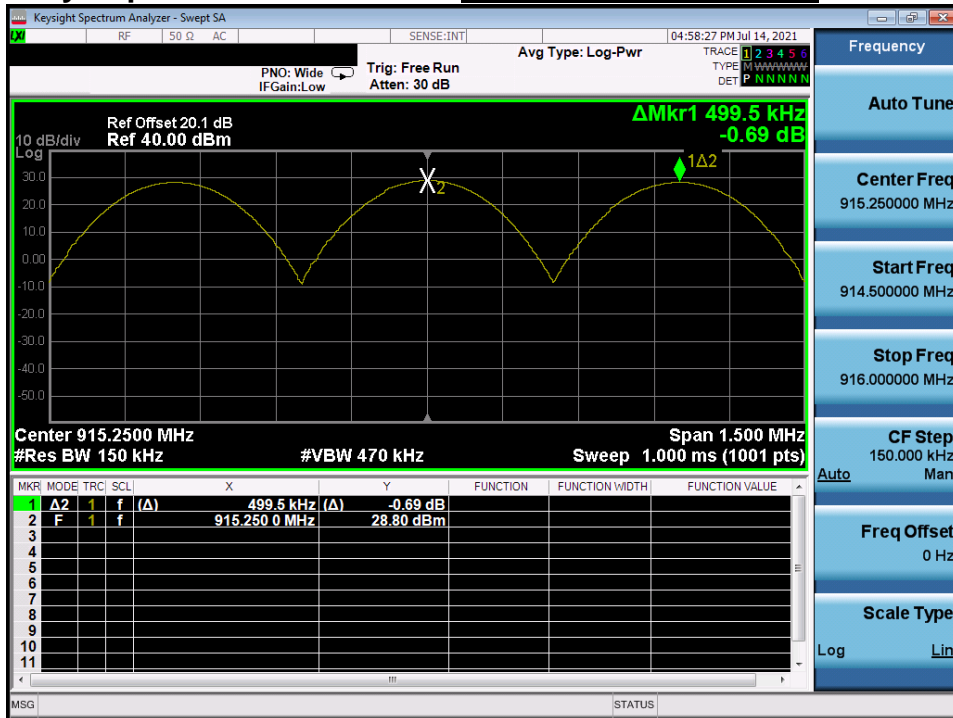 Keysight Spectrum Analyzer - Swept SA
LXI RF 50 Ω AC SENSE:INT 04:58:27 PM Jul 14, 2021
Avg Type: Log-Pwr TRACE 1 2 3 4 5 6
PNO: Wide Trig: Free Run TYPE M WWWWW
IFGain:Low Atten: 30 dB DET P N N N N N
ΔMkr1 499.5 kHz
-0.69 dB
Ref Offset 20.1 dB
10 dB/div Ref 40.00 dBm
Log
1Δ2
30.0
X2
20.0
10.0
0.00
-10.0
-20.0
-30.0
-40.0
-50.0
Center 915.2500 MHz Span 1.500 MHz
#Res BW 150 kHz #VBW 470 kHz Sweep 1.000 ms (1001 pts)
MKR MODE TRC SCL X Y FUNCTION FUNCTION WIDTH FUNCTION VALUE
1 Δ2 1 f (Δ) 499.5 kHz (Δ) -0.69 dB
2 F 1 f 915.250 0 MHz 28.80 dBm
3
4
5
6
7
8
9
10
11
MSG STATUS
Frequency
Auto Tune
Center Freq
915.250000 MHz
Start Freq
914.500000 MHz
Stop Freq
916.000000 MHz
CF Step
150.000 kHz
Auto Man
Freq Offset
0 Hz
Scale Type
Log Lin